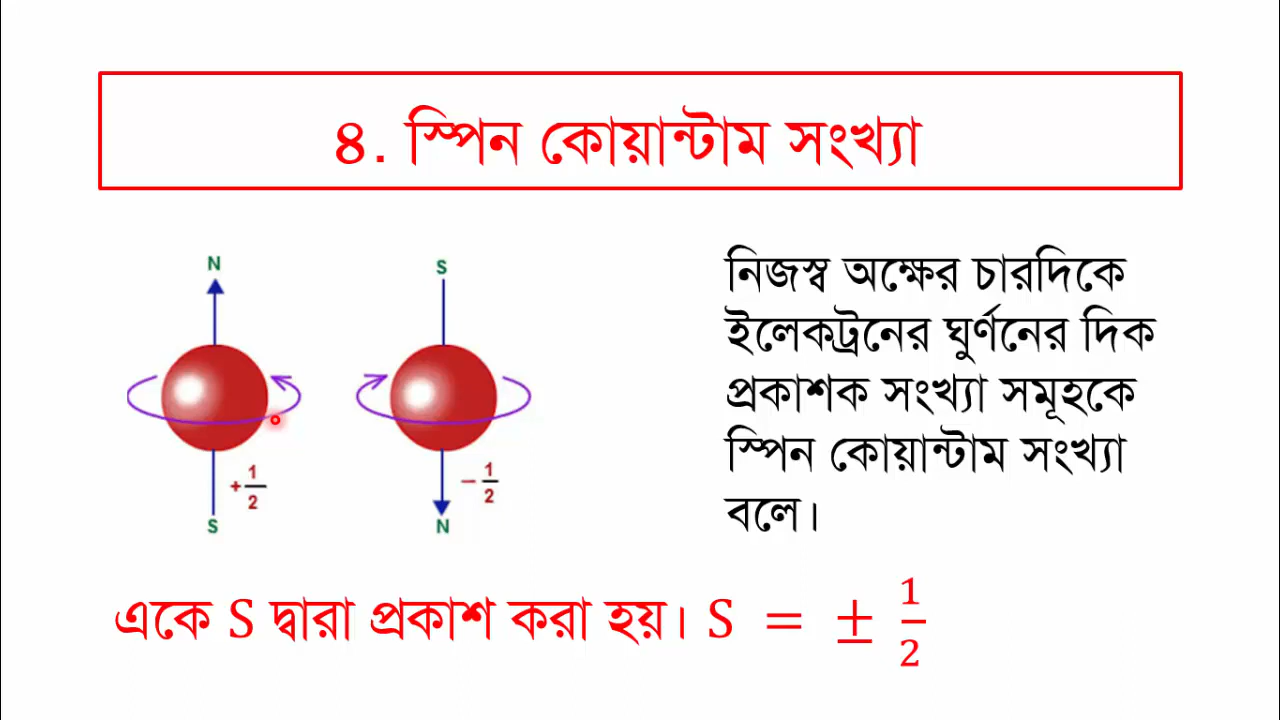 ৪. স্পিন কোয়ান্টাম সংখ্যা
N
S
+ 1/2
S
- 1/2
N
নিজস্ব অক্ষের চারদিকে
ইলেকট্রনের ঘুর্ণনের দিক
প্রকাশক সংখ্যা সমূহকে
স্পিন কোয়ান্টাম সংখ্যা
বলে।
একে S দ্বারা প্রকাশ করা হয়। S = ± 1/2